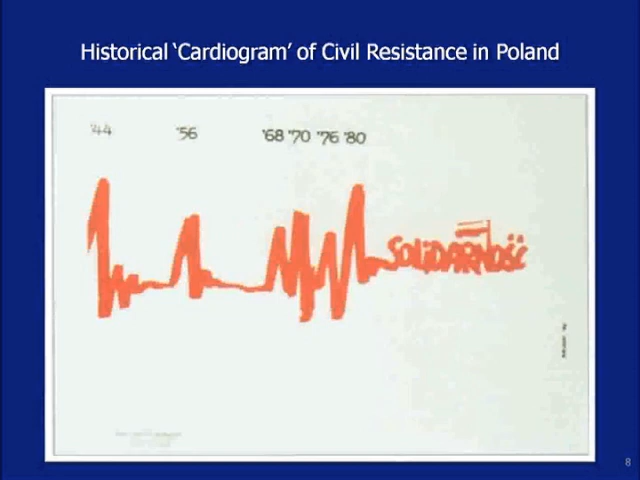 Historical ‘Cardiogram’ of Civil Resistance in Poland
'44 '56 '68 '70 '76 '80
SOLIDARNOŚĆ
8